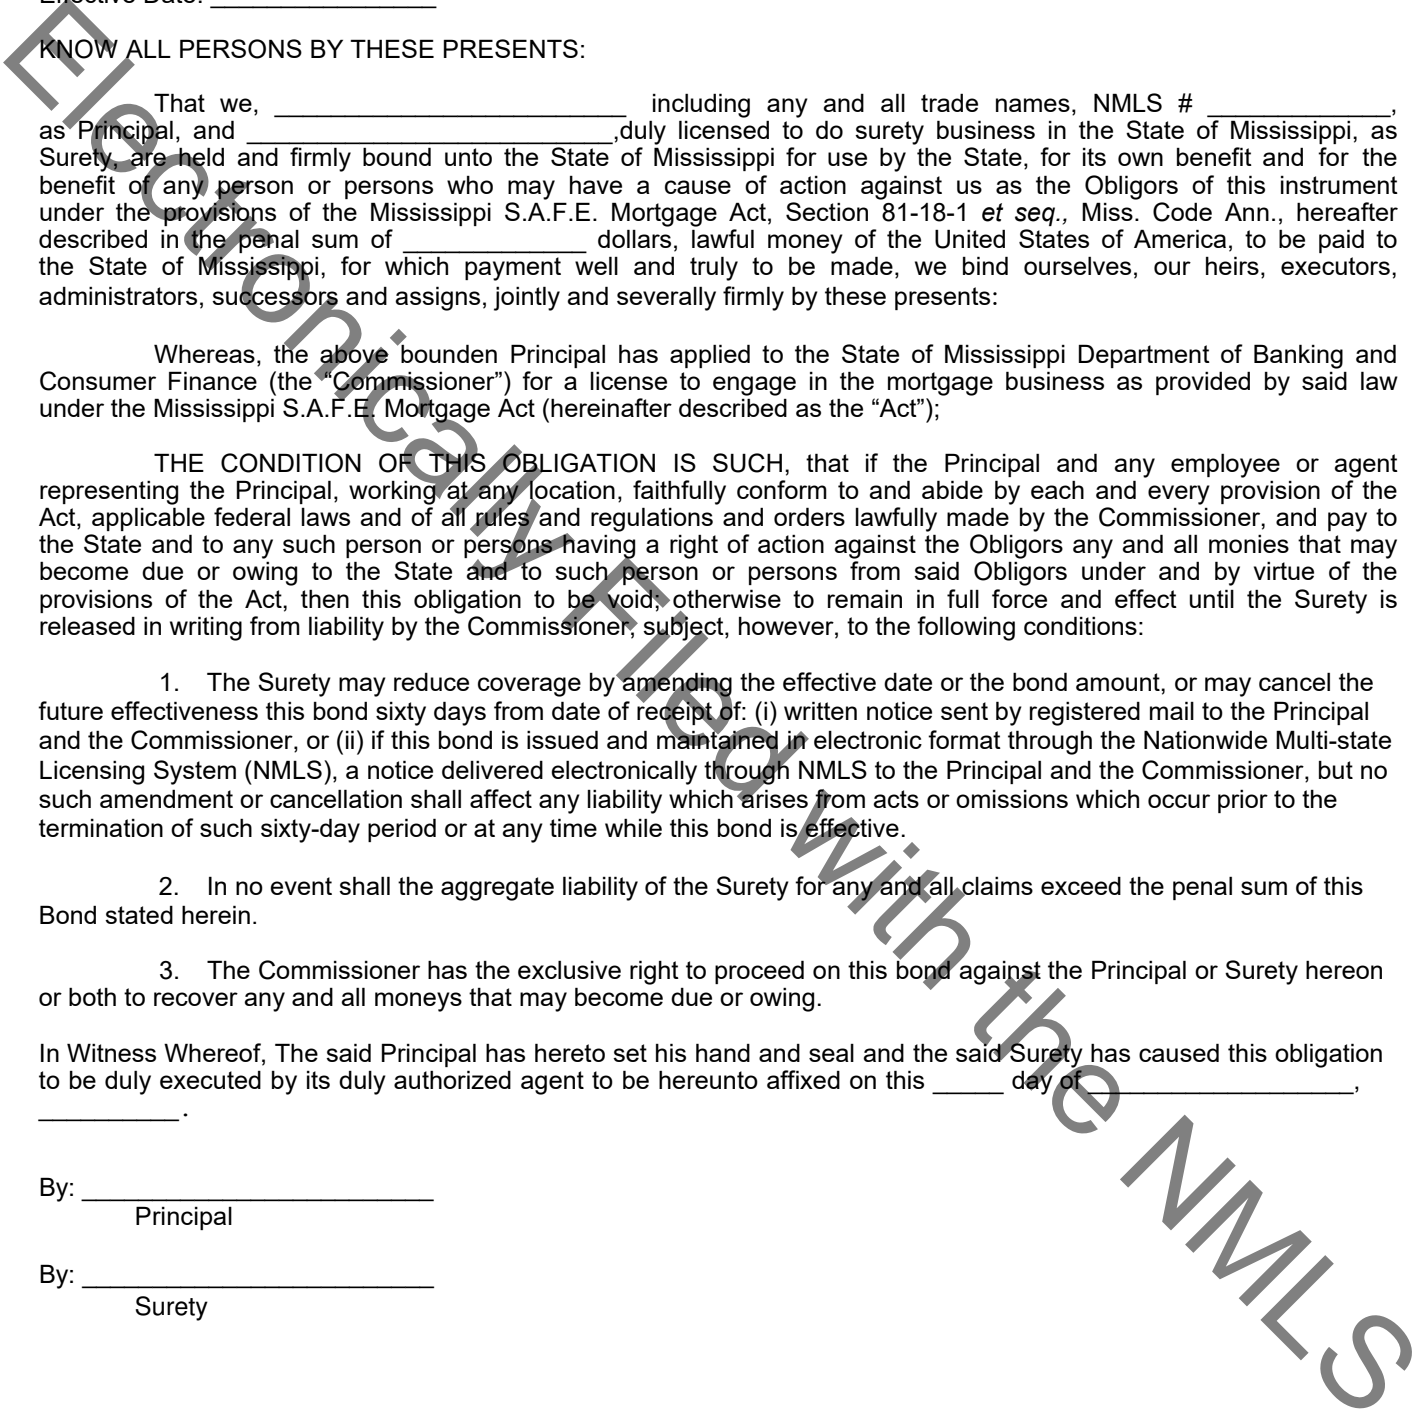 Effective Date: ________________
KNOW ALL PERSONS BY THESE PRESENTS:
That we, _________________________ including any and all trade names, NMLS # _____________,
as Principal, and __________________________,duly licensed to do surety business in the State of Mississippi, as
Surety, are held and firmly bound unto the State of Mississippi for use by the State, for its own benefit and for the
benefit of any person or persons who may have a cause of action against us as the Obligors of this instrument
under the provisions of the Mississippi S.A.F.E. Mortgage Act, Section 81-18-1 et seq., Miss. Code Ann., hereafter
described in the penal sum of _____________ dollars, lawful money of the United States of America, to be paid to
the State of Mississippi, for which payment well and truly to be made, we bind ourselves, our heirs, executors,
administrators, successors and assigns, jointly and severally firmly by these presents:
Whereas, the above bounden Principal has applied to the State of Mississippi Department of Banking and
Consumer Finance (the “Commissioner”) for a license to engage in the mortgage business as provided by said law
under the Mississippi S.A.F.E. Mortgage Act (hereinafter described as the “Act”);
THE CONDITION OF THIS OBLIGATION IS SUCH, that if the Principal and any employee or agent
representing the Principal, working at any location, faithfully conform to and abide by each and every provision of the
Act, applicable federal laws and of all rules and regulations and orders lawfully made by the Commissioner, and pay to
the State and to any such person or persons having a right of action against the Obligors any and all monies that may
become due or owing to the State and to such person or persons from said Obligors under and by virtue of the
provisions of the Act, then this obligation to be void; otherwise to remain in full force and effect until the Surety is
released in writing from liability by the Commissioner, subject, however, to the following conditions:
1. The Surety may reduce coverage by amending the effective date or the bond amount, or may cancel the
future effectiveness this bond sixty days from date of receipt of: (i) written notice sent by registered mail to the Principal
and the Commissioner, or (ii) if this bond is issued and maintained in electronic format through the Nationwide Multi-state
Licensing System (NMLS), a notice delivered electronically through NMLS to the Principal and the Commissioner, but no
such amendment or cancellation shall affect any liability which arises from acts or omissions which occur prior to the
termination of such sixty-day period or at any time while this bond is effective.
2. In no event shall the aggregate liability of the Surety for any and all claims exceed the penal sum of this
Bond stated herein.
3. The Commissioner has the exclusive right to proceed on this bond against the Principal or Surety hereon
or both to recover any and all moneys that may become due or owing.
In Witness Whereof, The said Principal has hereto set his hand and seal and the said Surety has caused this obligation
to be duly executed by its duly authorized agent to be hereunto affixed on this _____ day of ___________________,
__________.
By: _________________________
Principal
By: _________________________
Surety
Electronically Filed with the NMLS